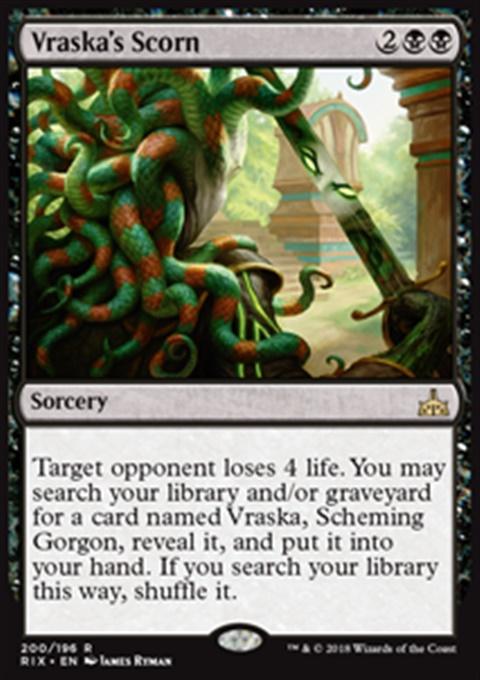 Vraska's Scorn 2
Sorcery
Target opponent loses 4 life. You may
search your library and/or graveyard
for a card named Vraska, Scheming
Gorgon, reveal it, and put it into
your hand. If you search your library
this way, shuffle it.
200/196 R
RIX • EN James Ryman
™ & © 2018 Wizards of the Coast